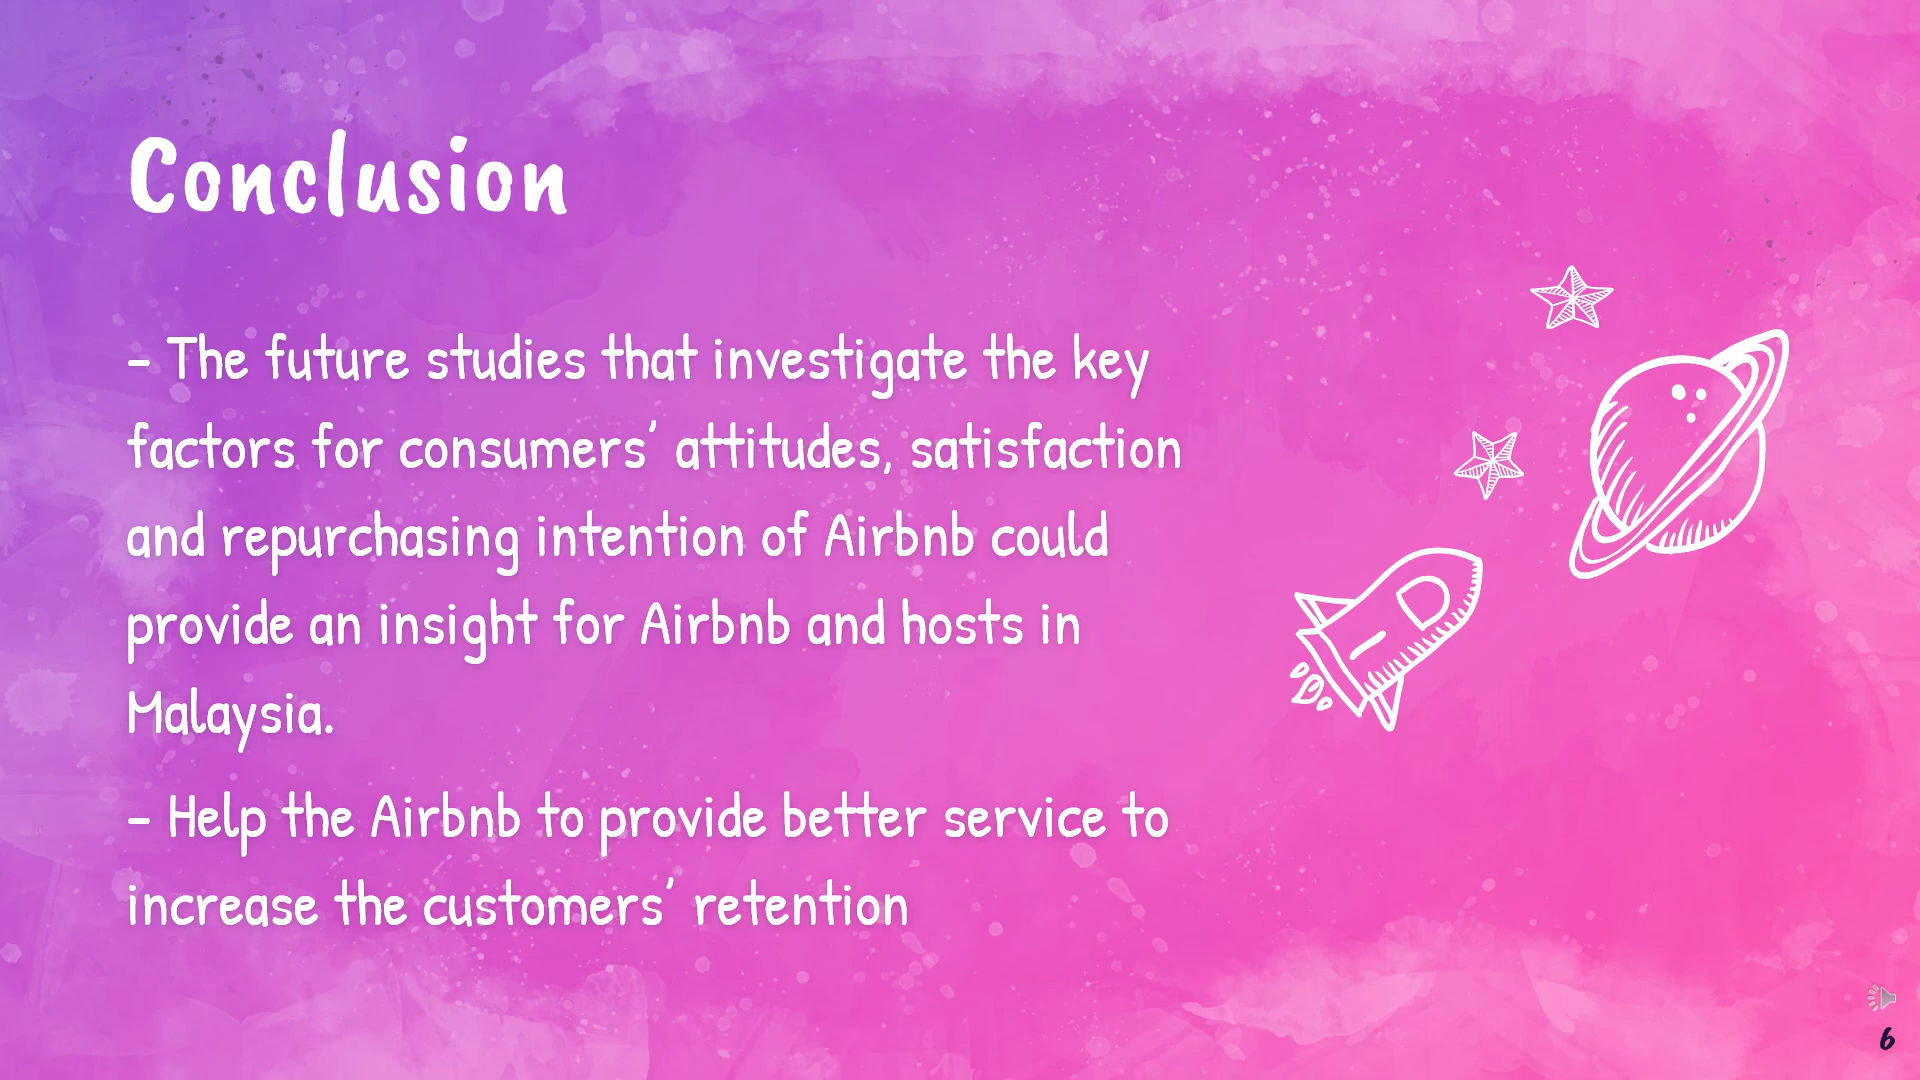 Conclusion
– The future studies that investigate the key
factors for consumers’ attitudes, satisfaction
and repurchasing intention of Airbnb could
provide an insight for Airbnb and hosts in
Malaysia.
– Help the Airbnb to provide better service to
increase the customers’ retention
6